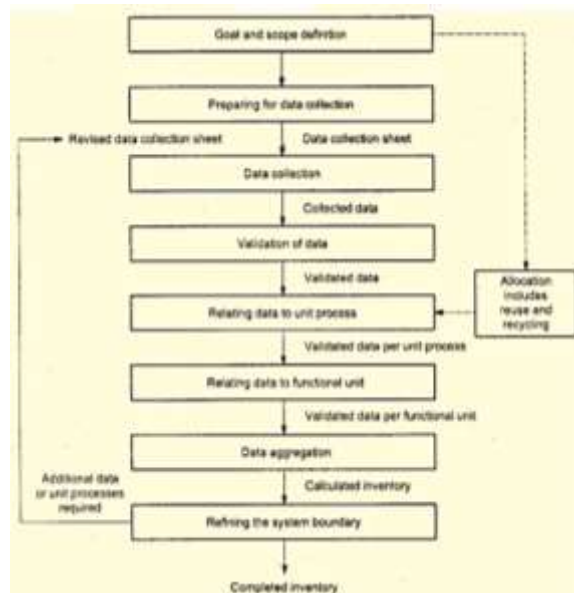 Goal and scope definition
Preparing for data collection
Revised data collection sheet
Data collection sheet
Data collection
Collected data
Validation of data
Validated data
Allocation
includes
reuse and
recycling
Relating data to unit process
Validated data per unit process
Relating data to functional unit
Validated data per functional unit
Data aggregation
Additional data
or unit processes
required
Calculated inventory
Refining the system boundary
Completed inventory